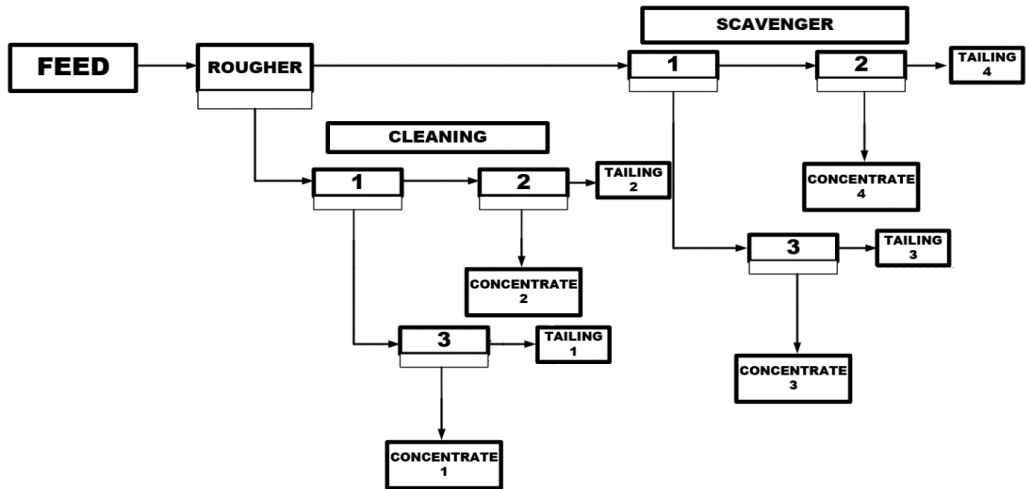 SCAVENGER
FEED
ROUGHER
1
2
TAILING
4
CLEANING
1
2
TAILING
2
CONCENTRATE
4
3
TAILING
3
CONCENTRATE
2
3
TAILING
1
CONCENTRATE
3
CONCENTRATE
1